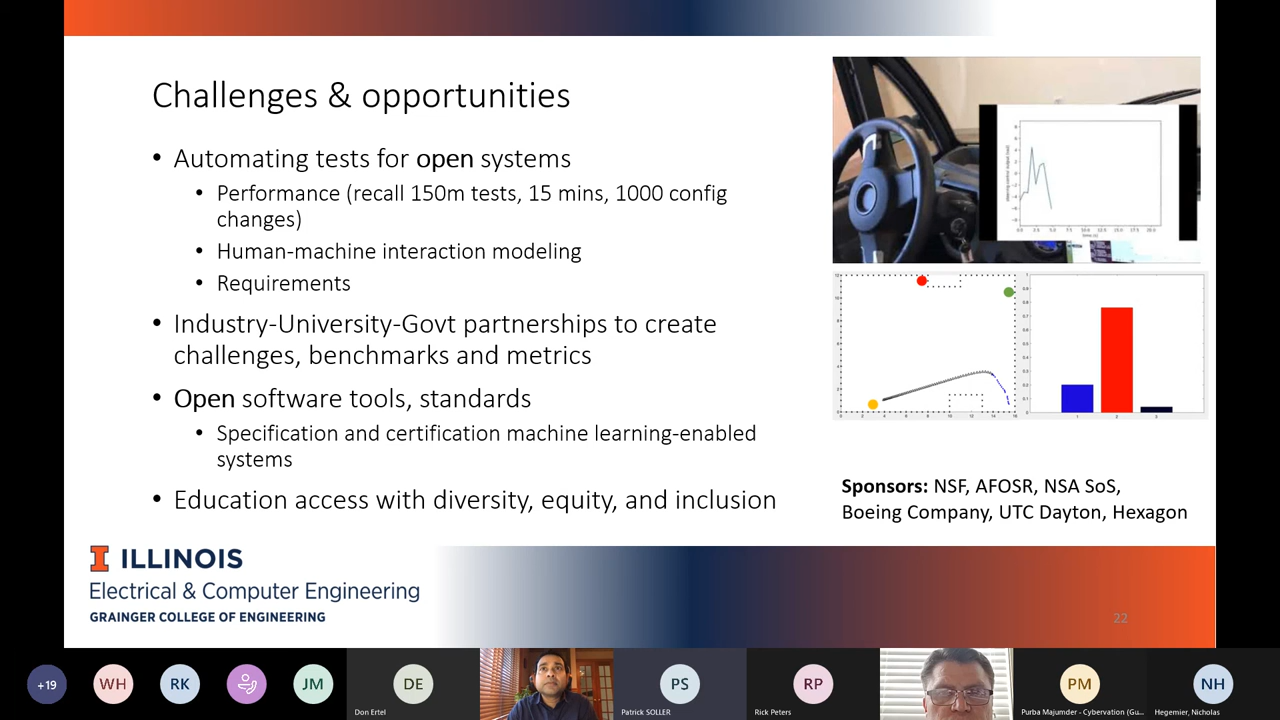 Challenges & opportunities
• Automating tests for open systems
• Performance (recall 150m tests, 15 mins, 1000 config
changes)
• Human-machine interaction modeling
• Requirements
• Industry-University-Govt partnerships to create
challenges, benchmarks and metrics
• Open software tools, standards
• Specification and certification machine learning-enabled
systems
• Education access with diversity, equity, and inclusion
Sponsors: NSF, AFOSR, NSA SoS,
Boeing Company, UTC Dayton, Hexagon
I ILLINOIS
Electrical & Computer Engineering
GRAINGER COLLEGE OF ENGINEERING
22
+19
WH
RK
JM
DE
Don Ertel
PS
Patrick SOLLER
RP
Rick Peters
PM
Purba Majumder - Cybervation (Gu...
NH
Hegemier, Nicholas